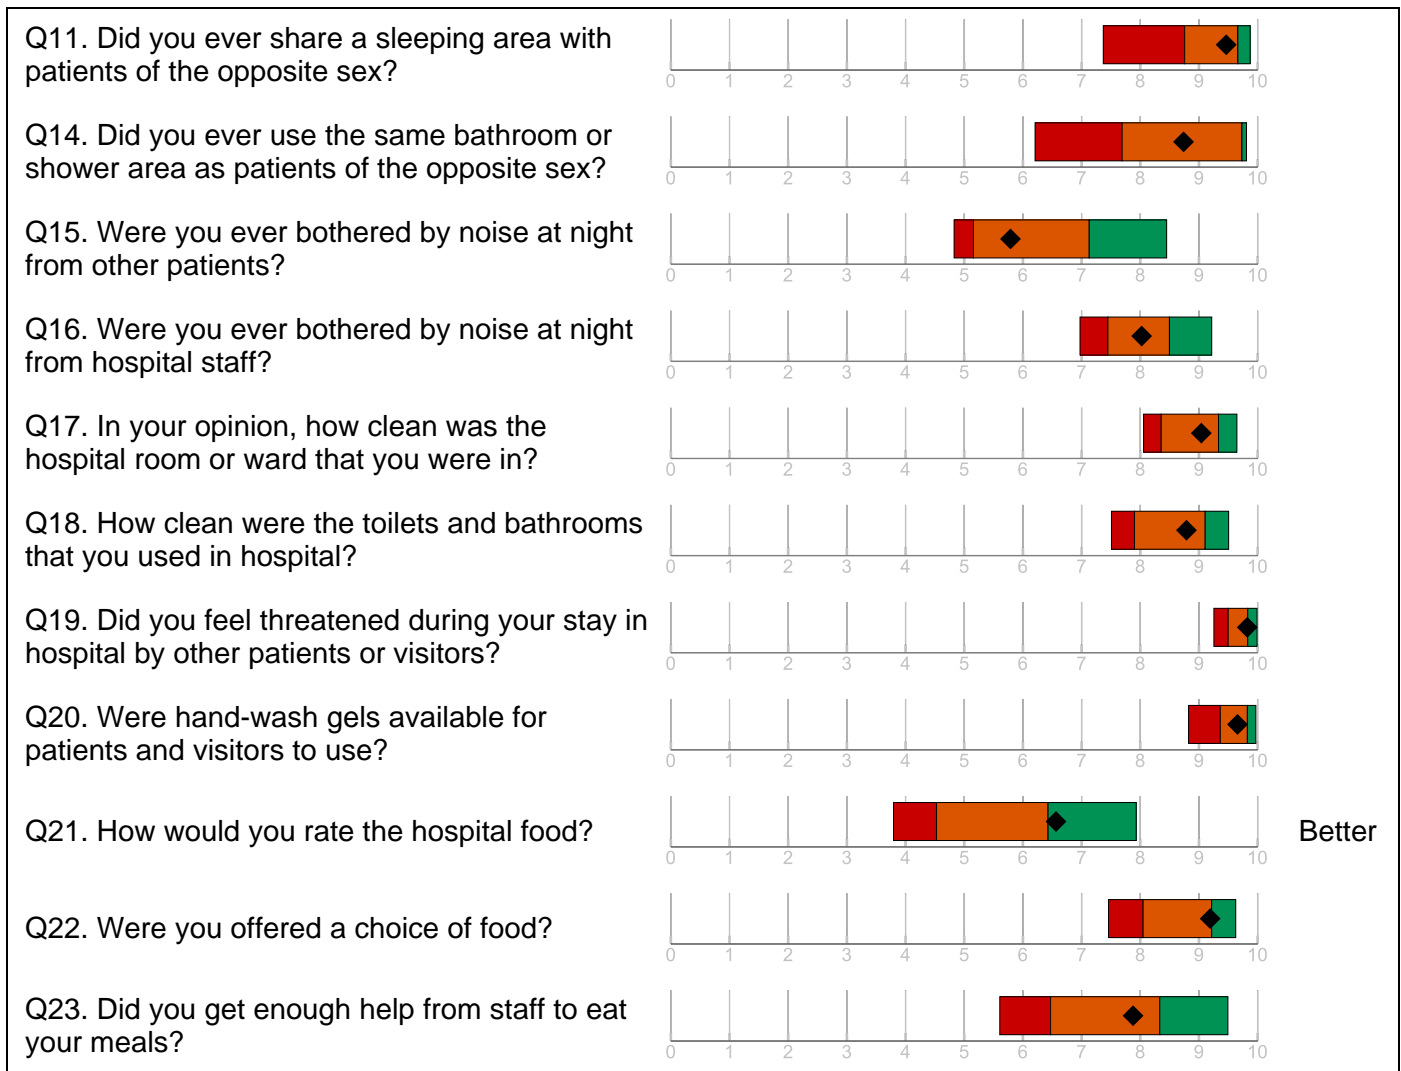 Q11. Did you ever share a sleeping area with
patients of the opposite sex?
0 1 2 3 4 5 6 7 8 9 10
Q14. Did you ever use the same bathroom or
shower area as patients of the opposite sex?
0 1 2 3 4 5 6 7 8 9 10
Q15. Were you ever bothered by noise at night
from other patients?
0 1 2 3 4 5 6 7 8 9 10
Q16. Were you ever bothered by noise at night
from hospital staff?
0 1 2 3 4 5 6 7 8 9 10
Q17. In your opinion, how clean was the
hospital room or ward that you were in?
0 1 2 3 4 5 6 7 8 9 10
Q18. How clean were the toilets and bathrooms
that you used in hospital?
0 1 2 3 4 5 6 7 8 9 10
Q19. Did you feel threatened during your stay in
hospital by other patients or visitors?
0 1 2 3 4 5 6 7 8 9 10
Q20. Were hand-wash gels available for
patients and visitors to use?
0 1 2 3 4 5 6 7 8 9 10
Q21. How would you rate the hospital food?
Better
0 1 2 3 4 5 6 7 8 9 10
Q22. Were you offered a choice of food?
0 1 2 3 4 5 6 7 8 9 10
Q23. Did you get enough help from staff to eat
your meals?
0 1 2 3 4 5 6 7 8 9 10